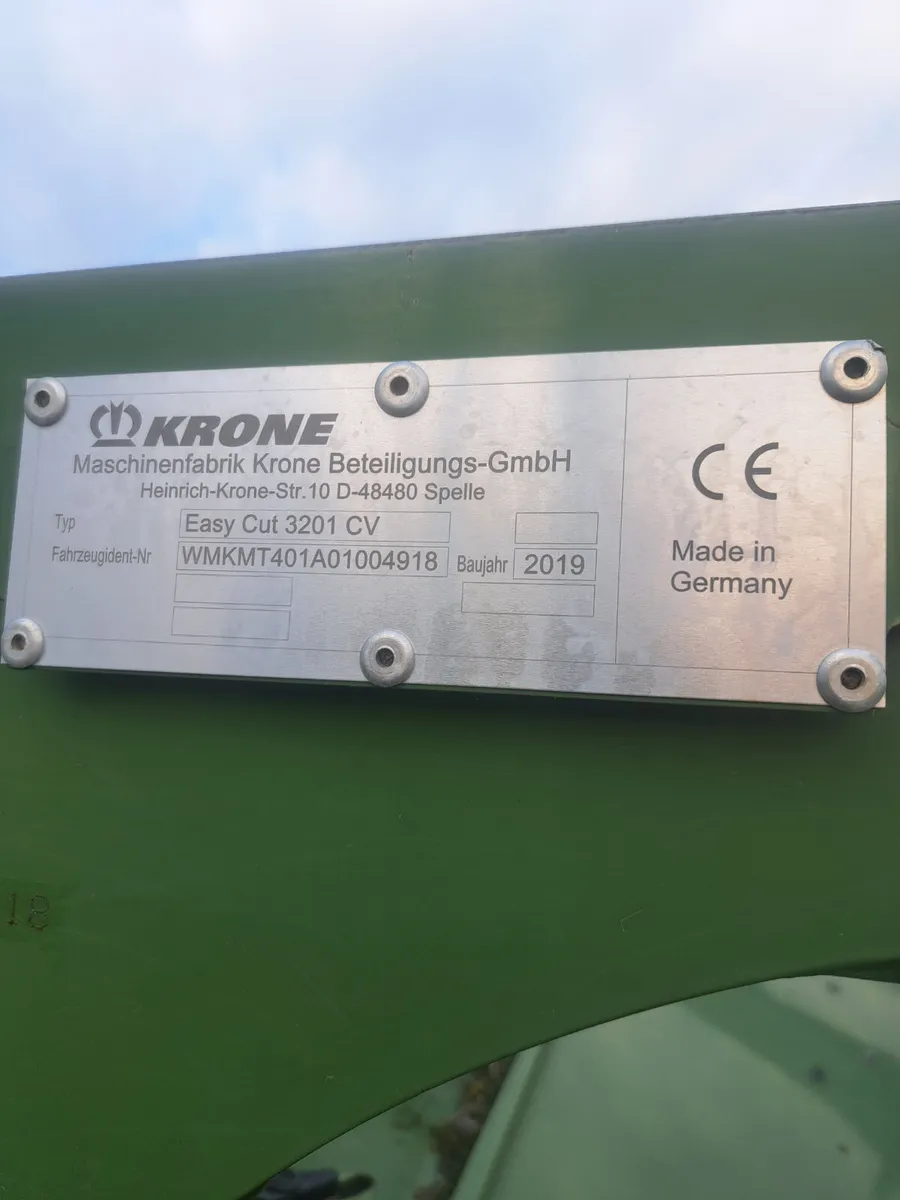 KRONE
Maschinenfabrik Krone Beteiligungs-GmbH
Heinrich-Krone-Str.10 D-48480 Spelle
Typ Easy Cut 3201 CV
Fahrzeugident-Nr WMKMT401A01004918 Baujahr 2019
CE
Made in
Germany
18